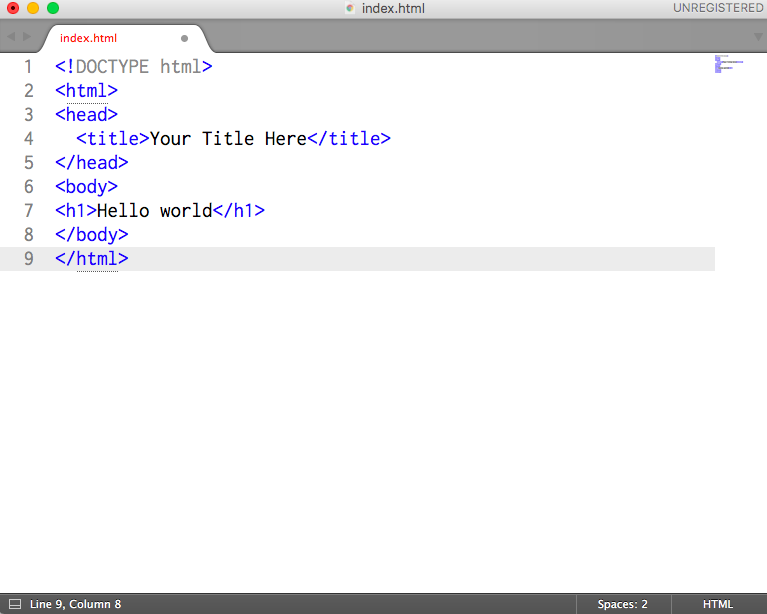 index.html
UNREGISTERED
index.html
1 <!DOCTYPE html>
2 <html>
3 <head>
4   <title>Your Title Here</title>
5 </head>
6 <body>
7 <h1>Hello world</h1>
8 </body>
9 </html>
Line 9, Column 8
Spaces: 2
HTML